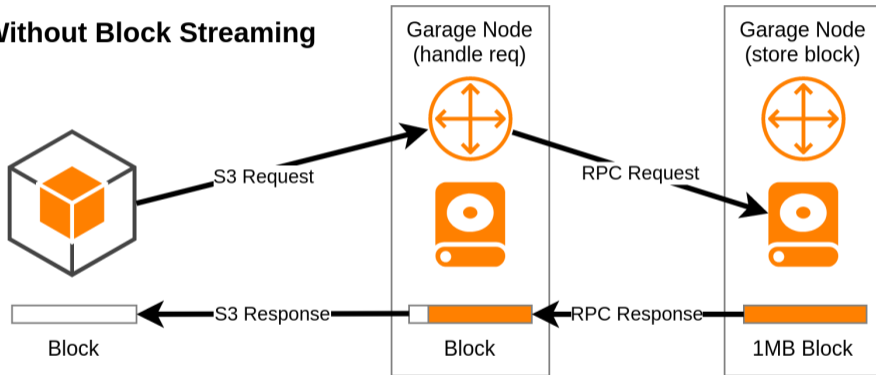 Without Block Streaming
Garage Node
(handle req)
Garage Node
(store block)
S3 Request
RPC Request
S3 Response
RPC Response
Block
Block
1MB Block